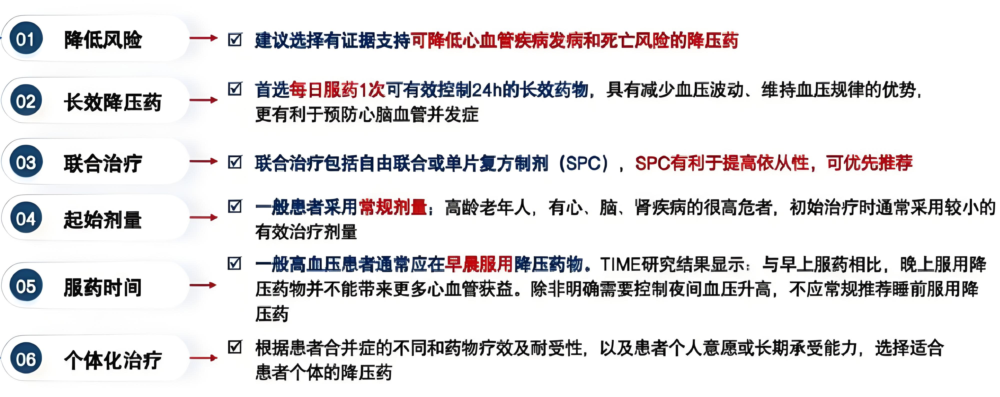 01 降低风险
建议选择有证据支持可降低心血管疾病发病和死亡风险的降压药
02 长效降压药
首选每日服药1次可有效控制24h的长效药物，具有减少血压波动、维持血压规律的优势，
更有利于预防心脑血管并发症
03 联合治疗
联合治疗包括自由联合或单片复方制剂（SPC），SPC有利于提高依从性，可优先推荐
04 起始剂量
一般患者采用常规剂量；高龄老年人，有心、脑、肾疾病的很高危者，初始治疗时通常采用较小的
有效治疗剂量
05 服药时间
一般高血压患者通常应在早晨服用降压药物。TIME研究结果显示：与早上服药相比，晚上服用降
压药物并不能带来更多心血管获益。除非明确需要控制夜间血压升高，不应常规推荐睡前服用降
压药
06 个体化治疗
根据患者合并症的不同和药物疗效及耐受性，以及患者个人意愿或长期承受能力，选择适合
患者个体的降压药